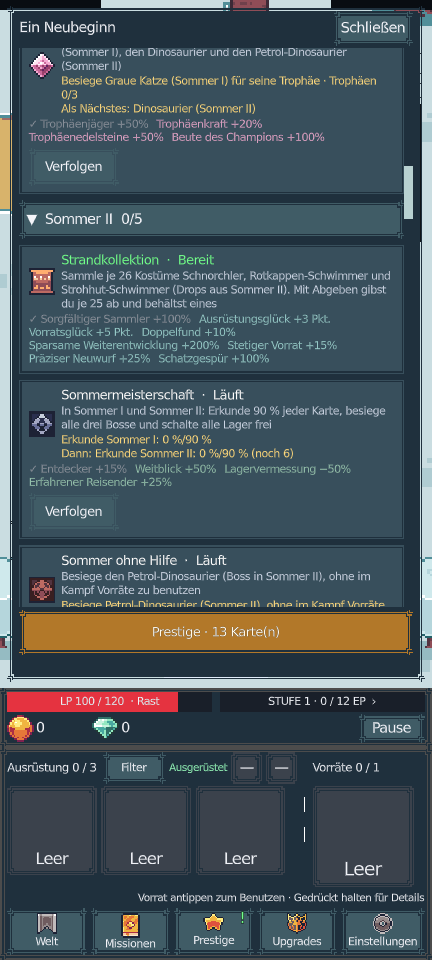 Ein Neubeginn
Schließen
(Sommer I), den Dinosaurier und den Petrol-Dinosaurier
(Sommer II)
Besiege Graue Katze (Sommer I) für seine Trophäe · Trophäen
0/3
Als Nächstes: Dinosaurier (Sommer II)
✓ Trophäenjäger +50% Trophäenkraft +20%
Trophäenedelsteine +50% Beute des Champions +100%
Verfolgen
▼ Sommer II 0/5
Strandkollektion · Bereit
Sammle je 26 Kostüme Schnorchler, Rotkappen-Schwimmer und
Strohhut-Schwimmer (Drops aus Sommer II). Mit Abgeben gibst
du je 25 ab und behältst eines
✓ Sorgfältiger Sammler +100% Ausrüstungsglück +3 Pkt.
Vorratsglück +5 Pkt. Doppelfund +10%
Sparsame Weiterentwicklung +200% Stetiger Vorrat +15%
Präziser Neuwurf +25% Schatzgespür +100%
Sommermeisterschaft · Läuft
In Sommer I und Sommer II: Erkunde 90 % jeder Karte, besiege
alle drei Bosse und schalte alle Lager frei
Erkunde Sommer I: 0 %/90 %
Dann: Erkunde Sommer II: 0 %/90 % (noch 6)
✓ Entdecker +15% Weitblick +50% Lagervermessung −50%
Erfahrener Reisender +25%
Verfolgen
Sommer ohne Hilfe · Läuft
Besiege den Petrol-Dinosaurier (Boss in Sommer II), ohne im
Kampf Vorräte zu benutzen
Besiege Petrol-Dinosaurier (Sommer II), ohne im Kampf Vorräte
Prestige · 13 Karte(n)
LP 100 / 120 · Rast
STUFE 1 · 0 / 12 EP ›
0
0
Pause
Ausrüstung 0 / 3
Filter
Ausgerüstet
—
—
Vorräte 0 / 1
Leer
Leer
Leer
Leer
Vorrat antippen zum Benutzen · Gedrückt halten für Details
Welt
Missionen
!
Prestige
Upgrades
Einstellungen